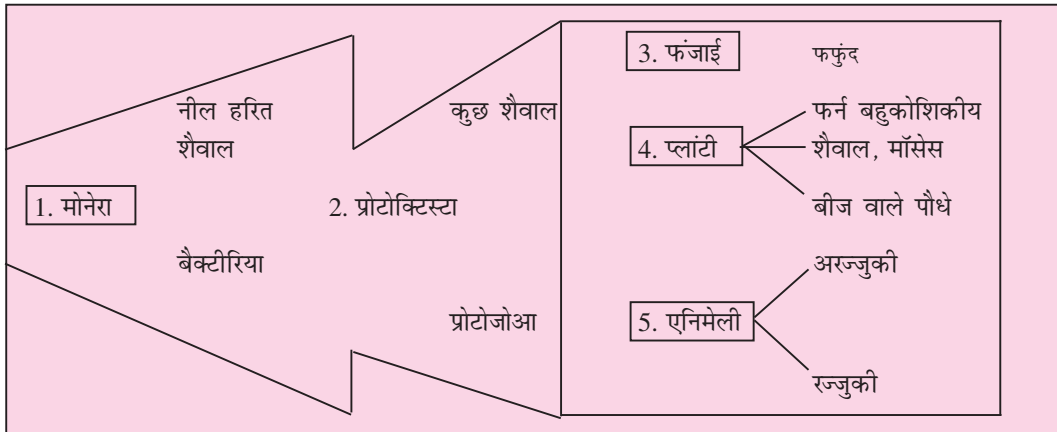 3. फंजाई
फफुंद
नील हरित
शैवाल
कुछ शैवाल
4. प्लांटी
फर्न बहुकोशिकीय
शैवाल, मॉसेस
बीज वाले पौधे
1. मोनेरा
2. प्रोटोक्टिस्टा
बैक्टीरिया
प्रोटोजोआ
5. एनिमेली
अरज्जुकी
रज्जुकी